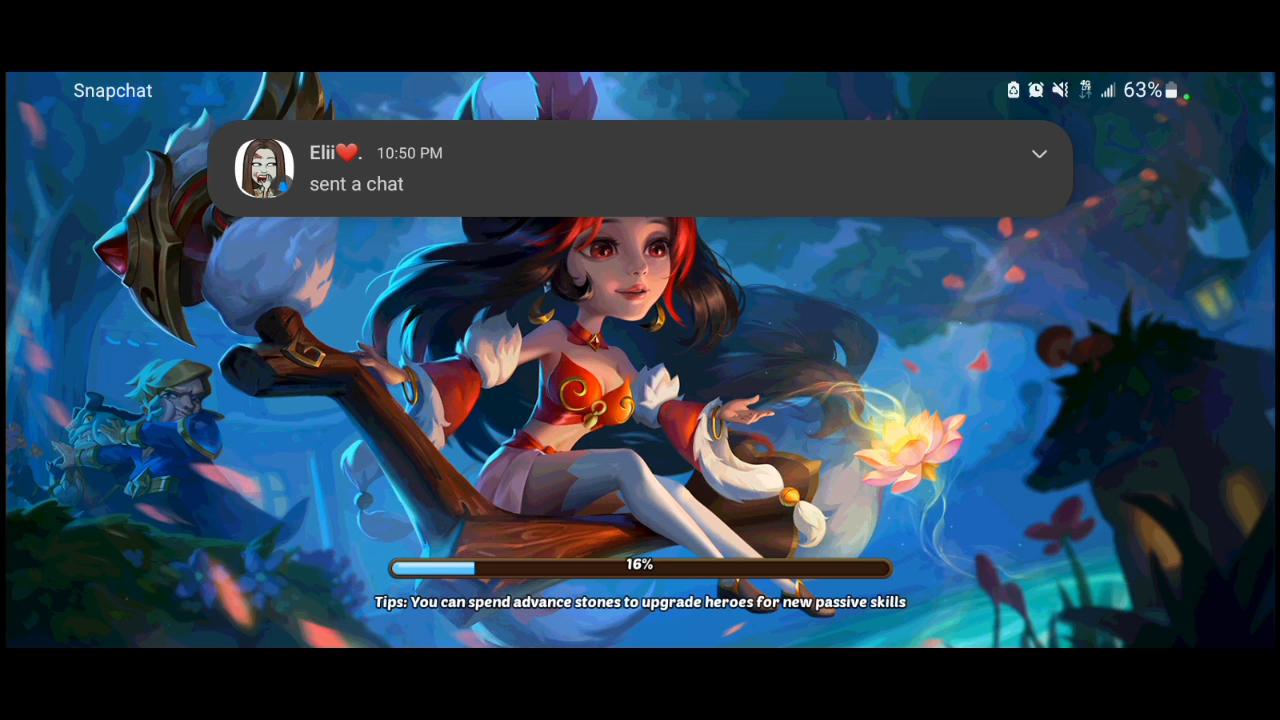 Snapchat
4G
63%
Elii❤️. 10:50 PM
sent a chat
16%
Tips: You can spend advance stones to upgrade heroes for new passive skills